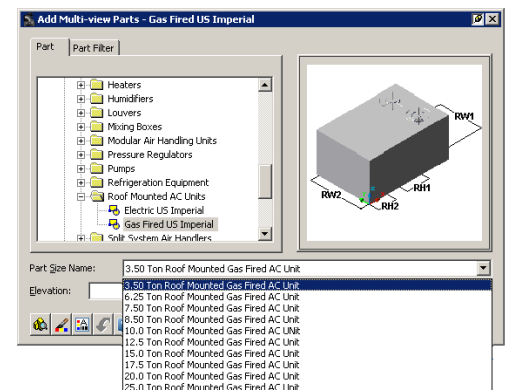 Add Multi-view Parts - Gas Fired US Imperial
Part
Part Filter
Heaters
Humidifiers
Louvers
Mixing Boxes
Modular Air Handling Units
Pressure Regulators
Pumps
Refrigeration Equipment
Roof Mounted AC Units
Electric US Imperial
Gas Fired US Imperial
Split System Air Handlers
RW1
RH1
RW2
RH2
Part Size Name:
3.50 Ton Roof Mounted Gas Fired AC Unit
Elevation:
3.50 Ton Roof Mounted Gas Fired AC Unit
6.25 Ton Roof Mounted Gas Fired AC Unit
7.50 Ton Roof Mounted Gas Fired AC Unit
8.50 Ton Roof Mounted Gas Fired AC Unit
10.0 Ton Roof Mounted Gas Fired AC UNit
12.5 Ton Roof Mounted Gas Fired AC Unit
15.0 Ton Roof Mounted Gas Fired AC Unit
17.5 Ton Roof Mounted Gas Fired AC Unit
20.0 Ton Roof Mounted Gas Fired AC Unit
25.0 Ton Roof Mounted Gas Fired AC Unit